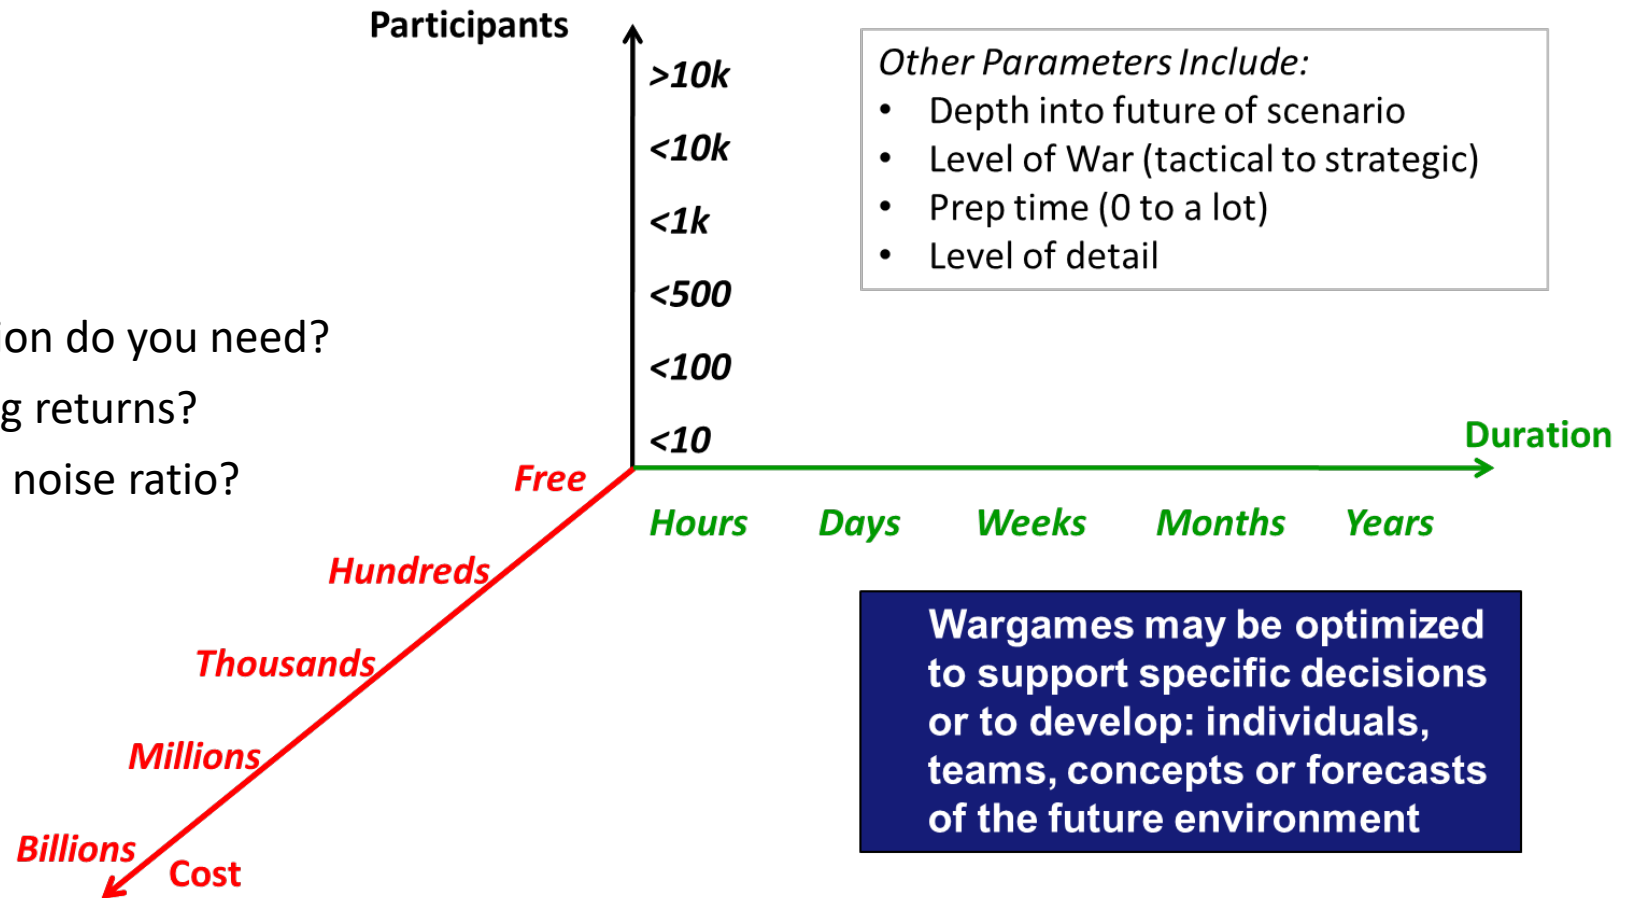 Participants
>10k
<10k
<1k
<500
<100
<10
Other Parameters Include:
• Depth into future of scenario
• Level of War (tactical to strategic)
• Prep time (0 to a lot)
• Level of detail
do you need?
returns?
noise ratio?
Duration
Hours Days Weeks Months Years
Free
Hundreds
Thousands
Millions
Billions
Cost
Wargames may be optimized
to support specific decisions
or to develop: individuals,
teams, concepts or forecasts
of the future environment